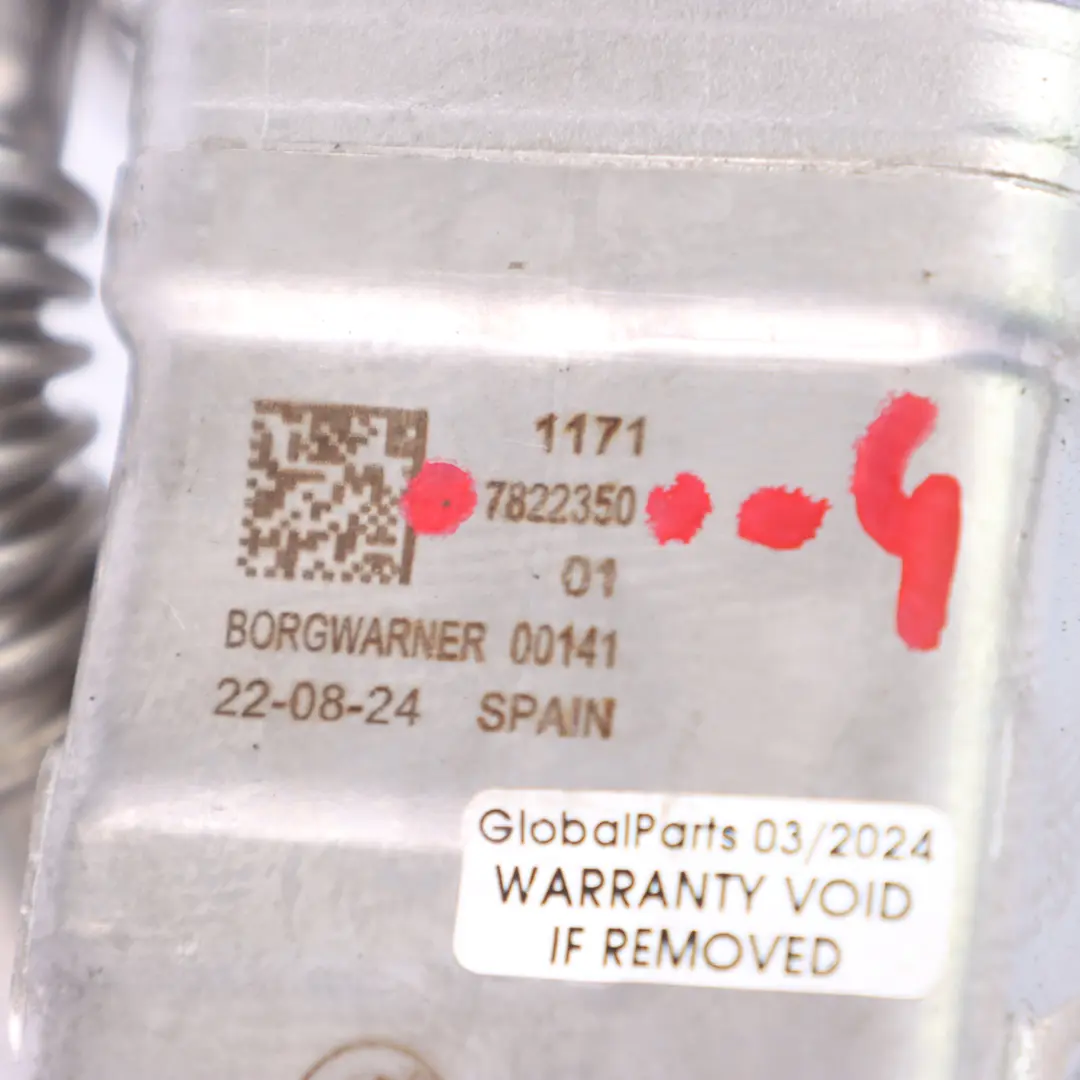 1171
7822350
01
BORGWARNER 00141
22-08-24 SPAIN
GlobalParts 03/2024
WARRANTY VOID
IF REMOVED